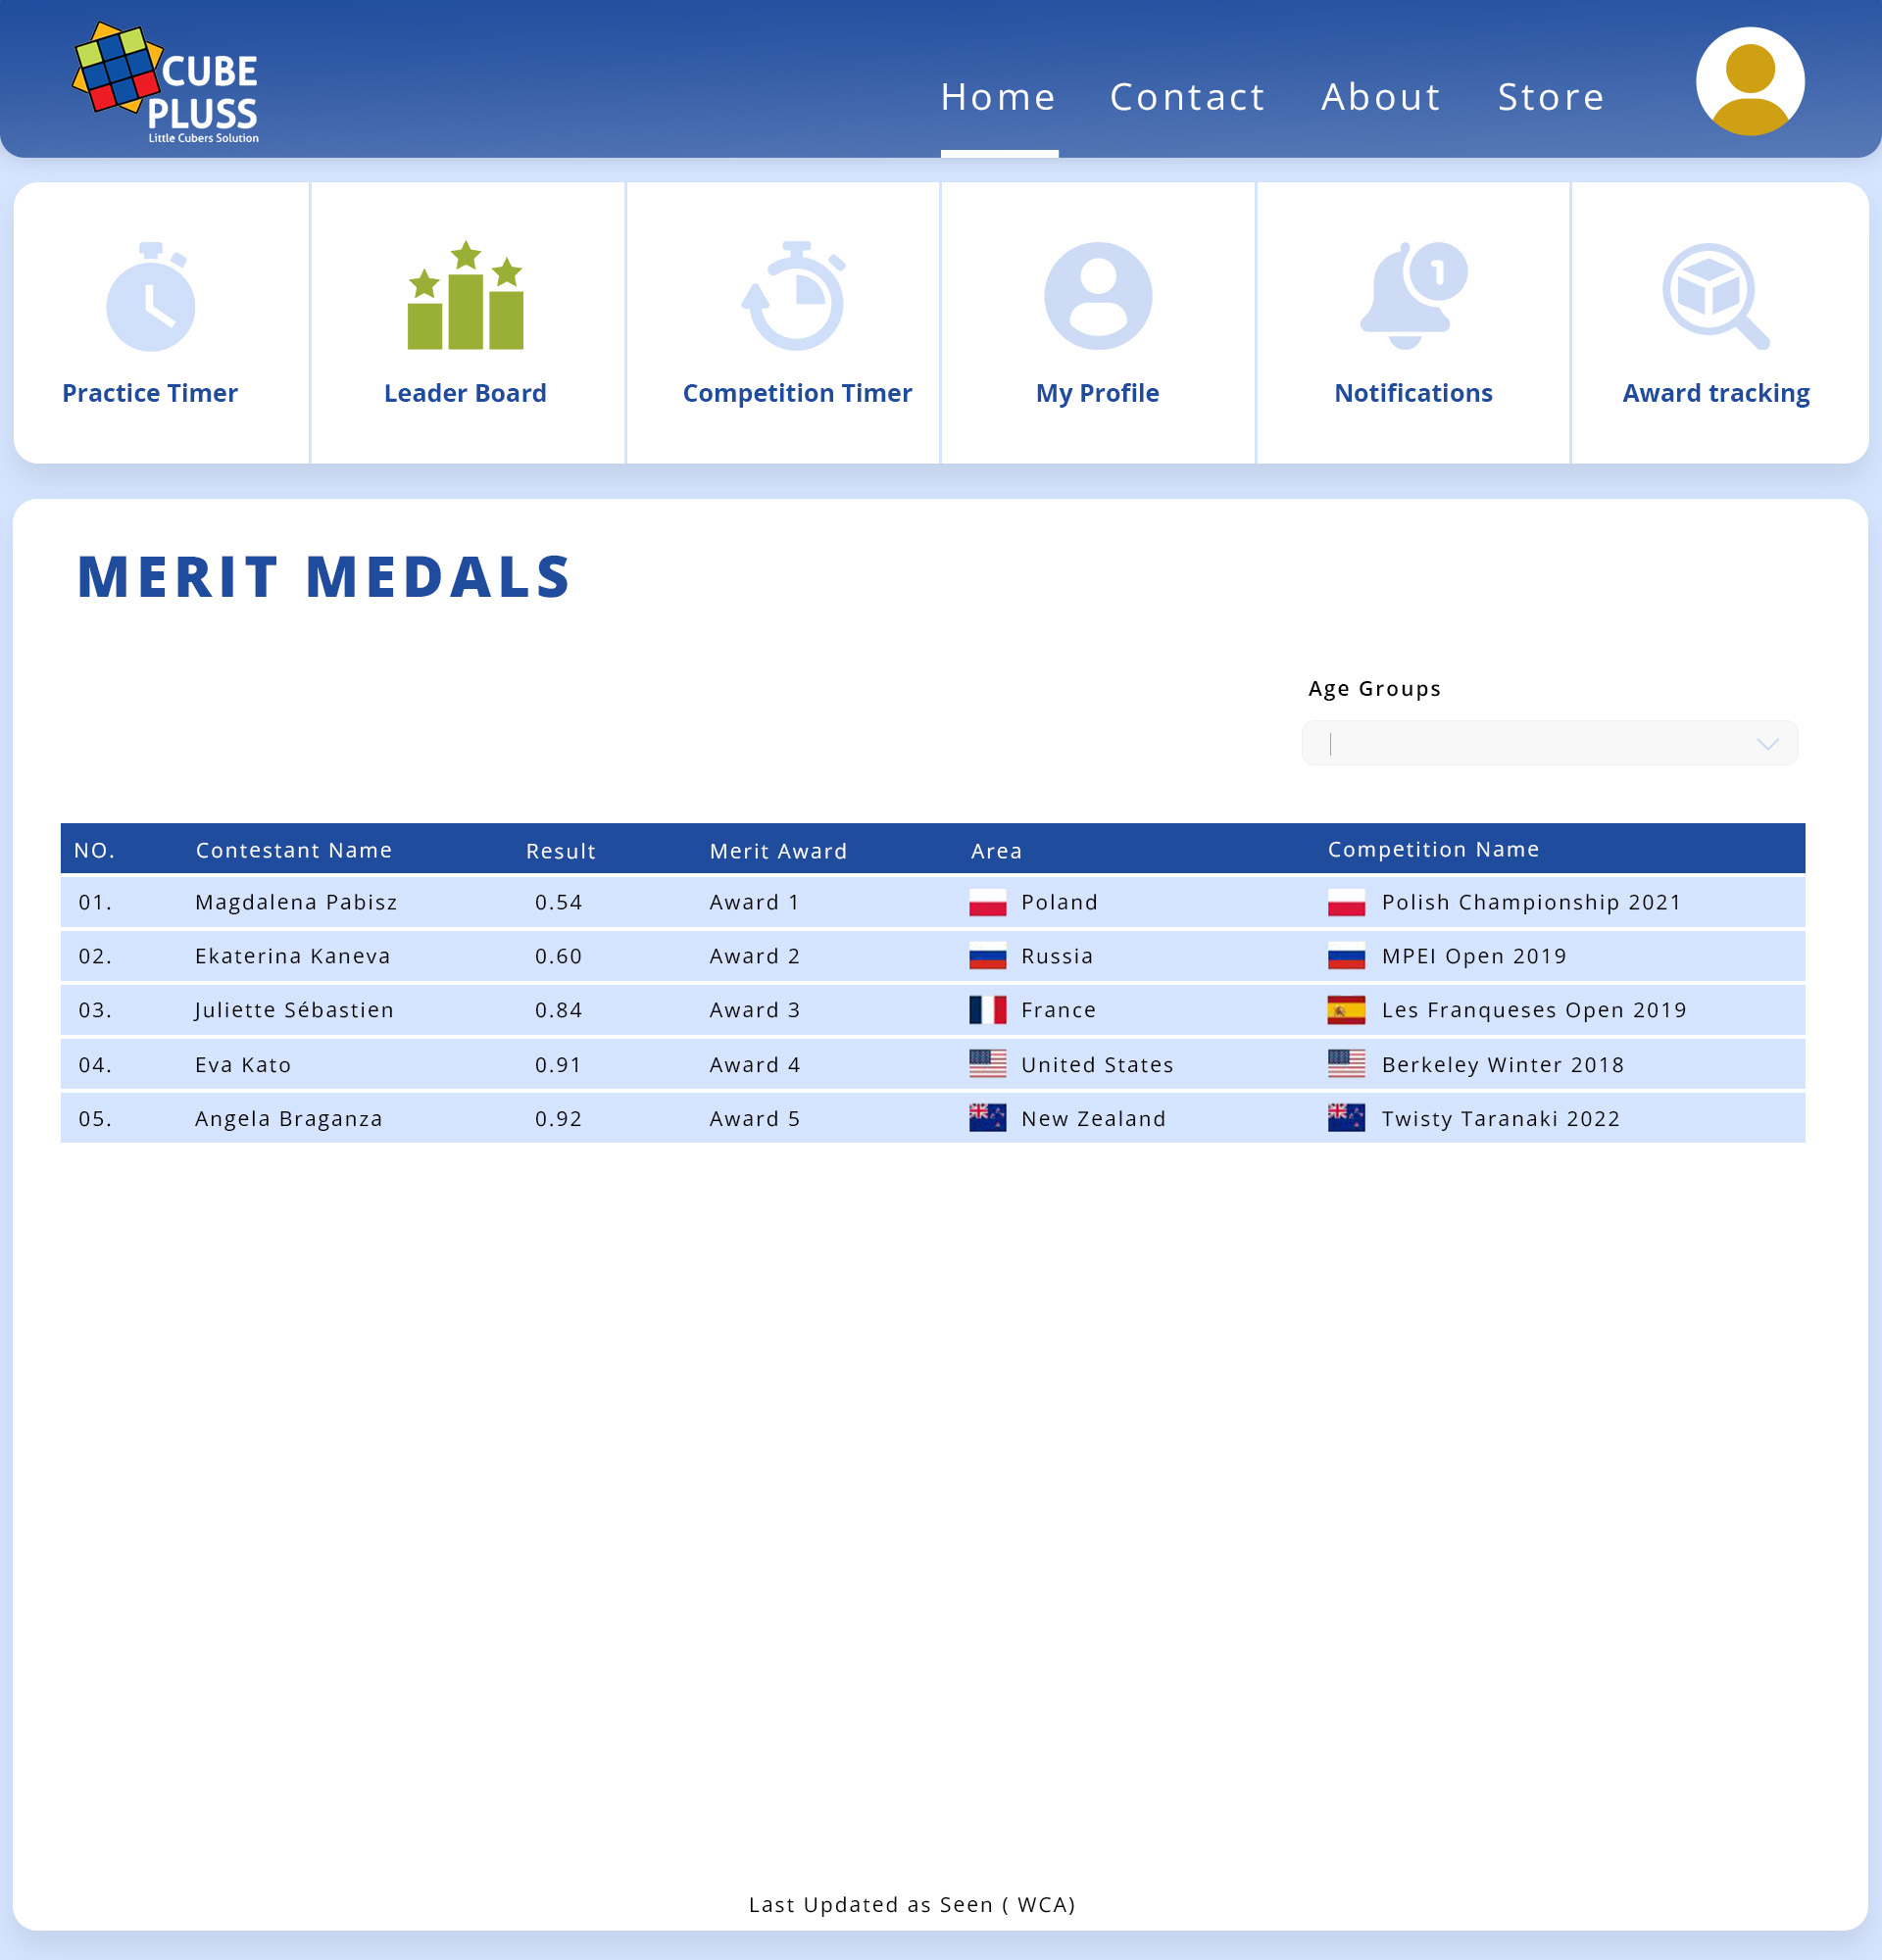 CUBE
PLUSS
Little Cubers Solution
Home Contact About Store
1
Practice Timer Leader Board Competition Timer My Profile Notifications Award tracking
MERIT MEDALS
Age Groups
NO. Contestant Name Result Merit Award Area Competition Name
01. Magdalena Pabisz 0.54 Award 1 Poland Polish Championship 2021
02. Ekaterina Kaneva 0.60 Award 2 Russia MPEI Open 2019
03. Juliette Sébastien 0.84 Award 3 France Les Franqueses Open 2019
04. Eva Kato 0.91 Award 4 United States Berkeley Winter 2018
05. Angela Braganza 0.92 Award 5 New Zealand Twisty Taranaki 2022
Last Updated as Seen ( WCA)